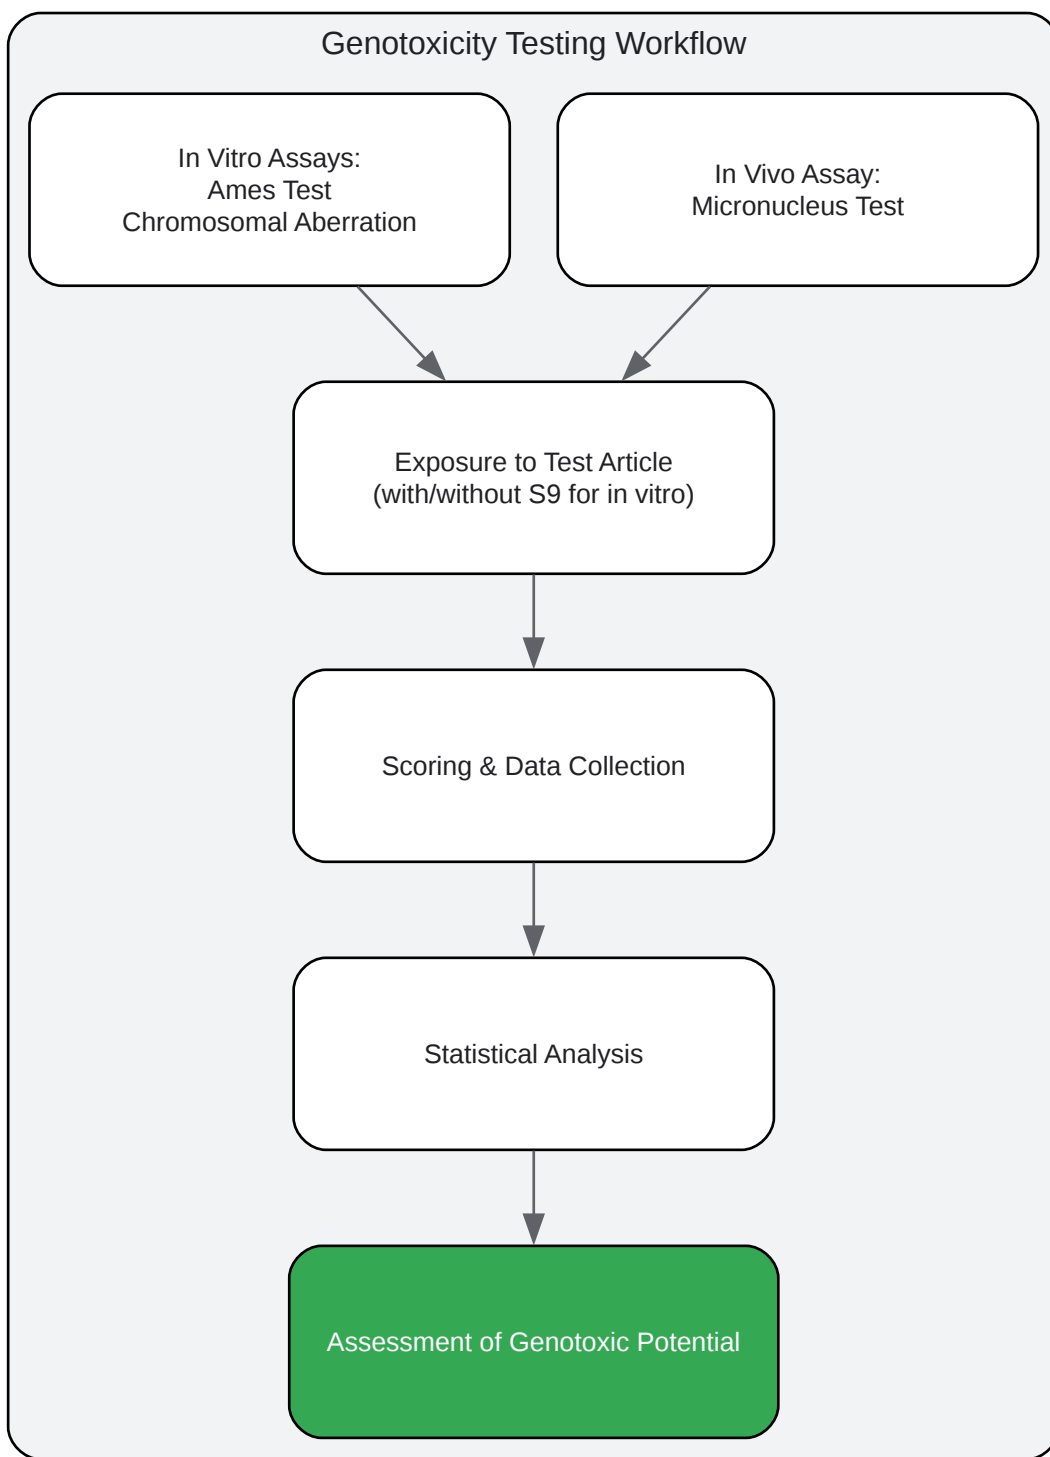 Genotoxicity Testing Workflow
In Vitro Assays:
Ames Test
Chromosomal Aberration
In Vivo Assay:
Micronucleus Test
Exposure to Test Article
(with/without S9 for in vitro)
Scoring & Data Collection
Statistical Analysis
Assessment of Genotoxic Potential